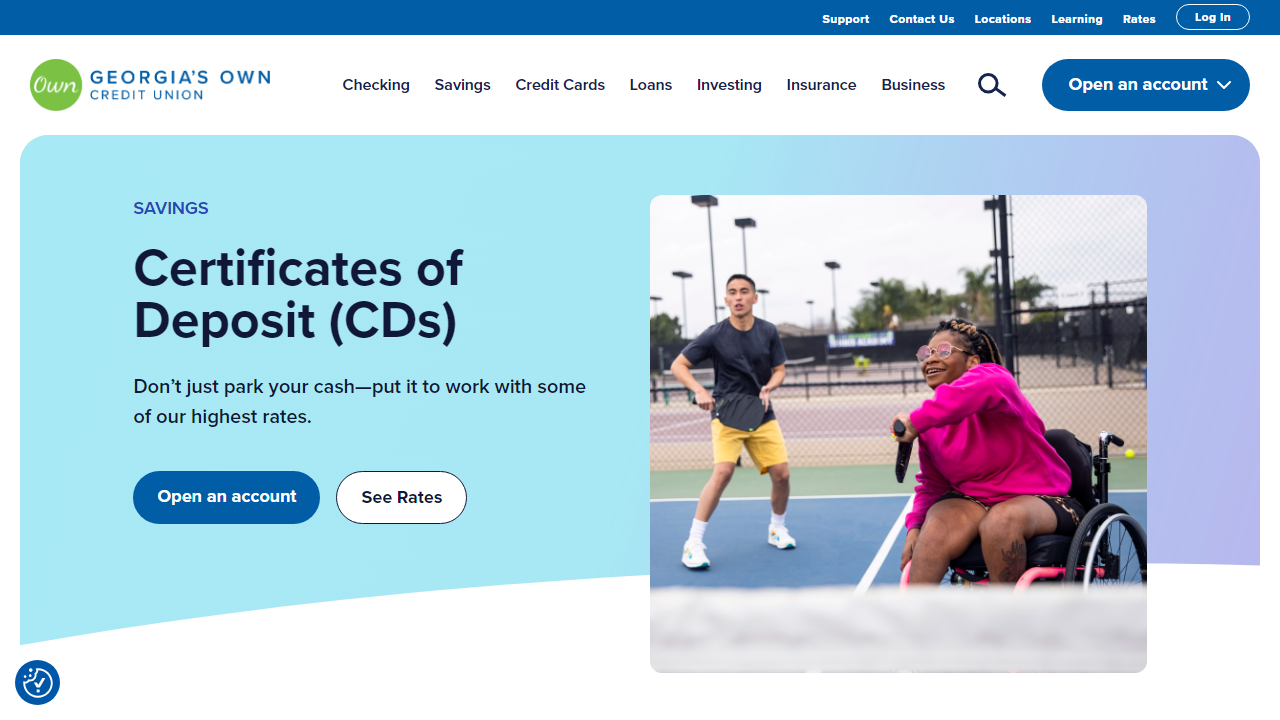 Support Contact Us Locations Learning Rates Log In
Own GEORGIA'S OWN
CREDIT UNION
Checking Savings Credit Cards Loans Investing Insurance Business Open an account
SAVINGS
Certificates of
Deposit (CDs)
Don’t just park your cash—put it to work with some
of our highest rates.
Open an account See Rates